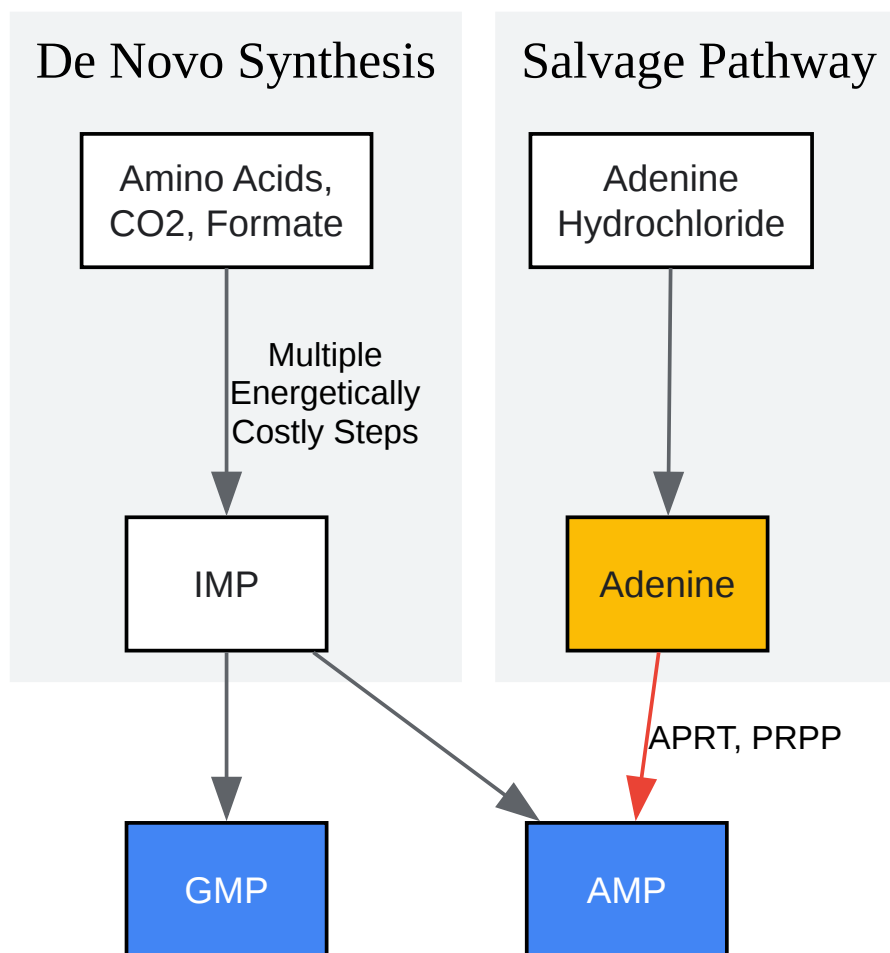 De Novo Synthesis
Amino Acids,
CO2, Formate
Multiple
Energetically
Costly Steps
IMP
GMP
Salvage Pathway
Adenine
Hydrochloride
Adenine
APRT, PRPP
AMP